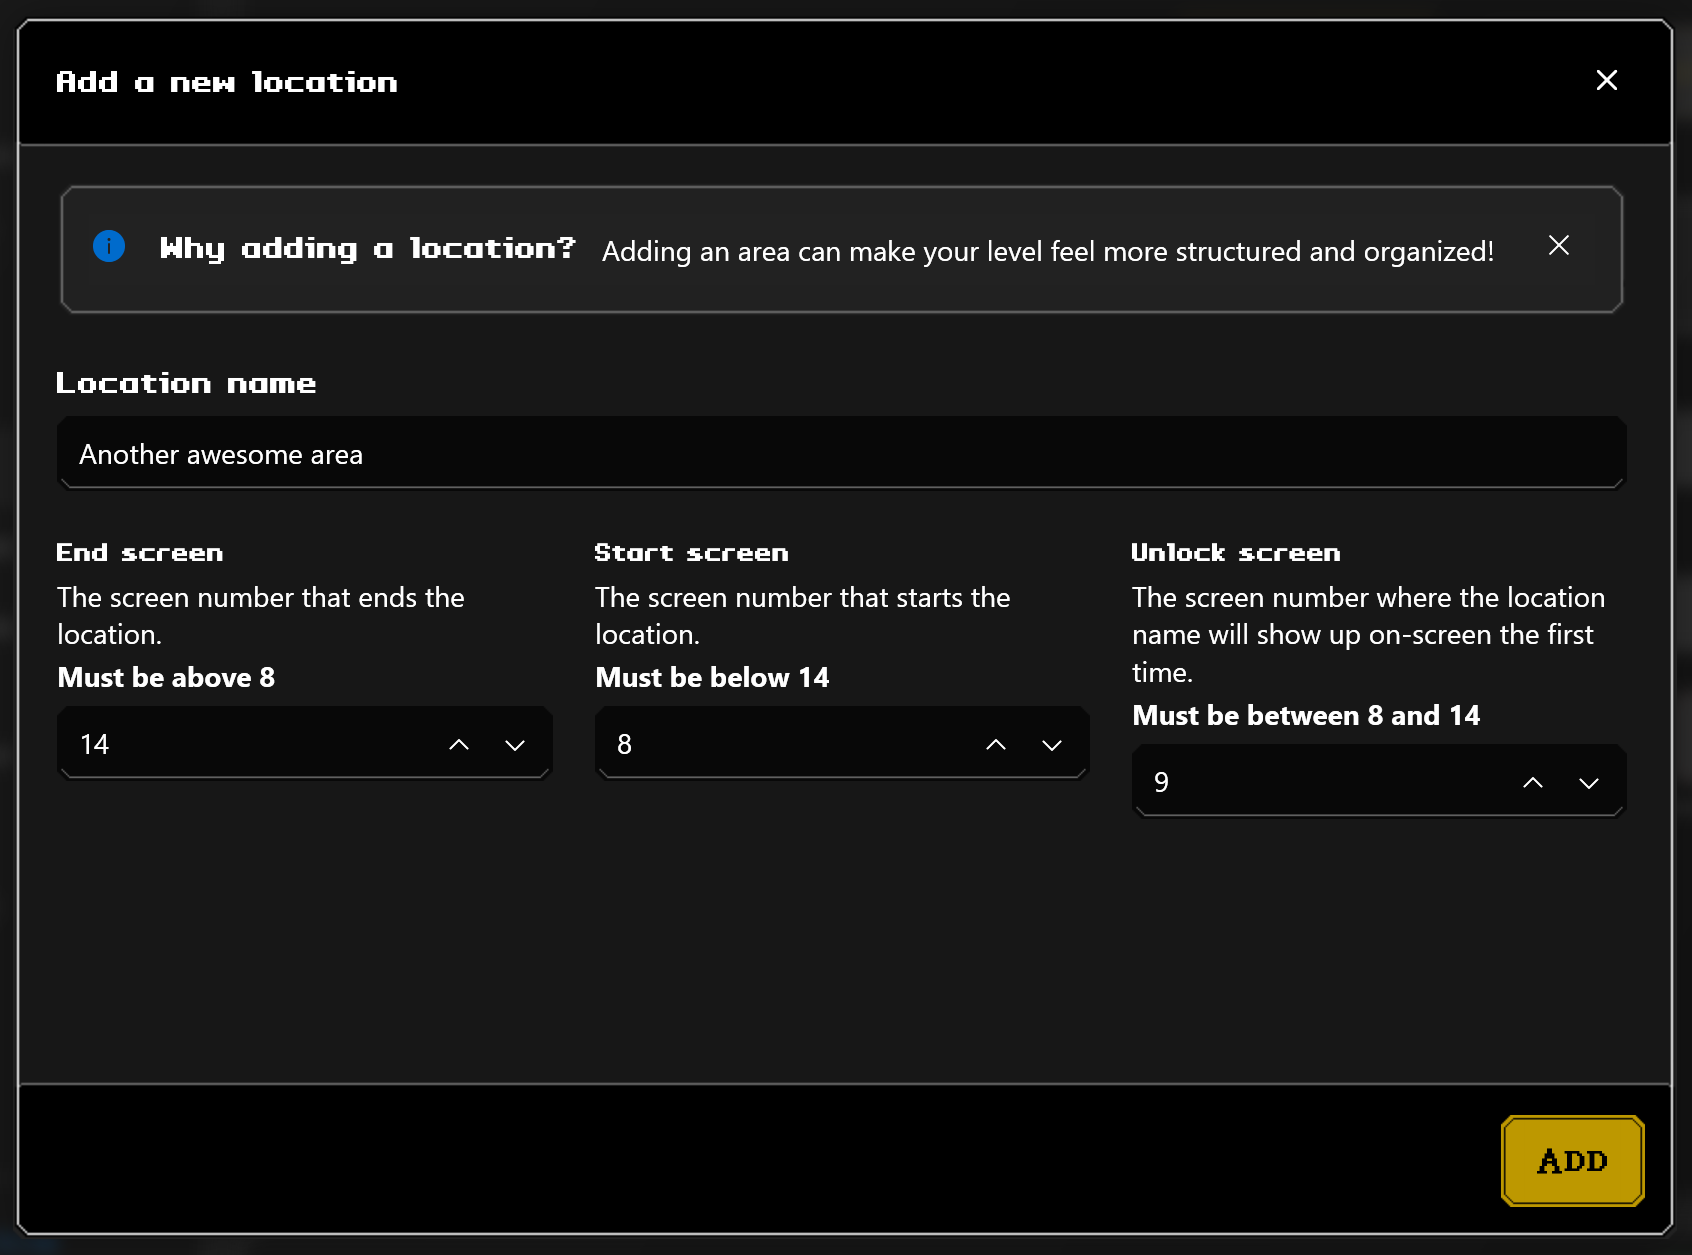 Add a new location
Why adding a location? Adding an area can make your level feel more structured and organized!
Location name
Another awesome area
End screen
The screen number that ends the
location.
Must be above 8
14
Start screen
The screen number that starts the
location.
Must be below 14
8
Unlock screen
The screen number where the location
name will show up on-screen the first
time.
Must be between 8 and 14
9
ADD